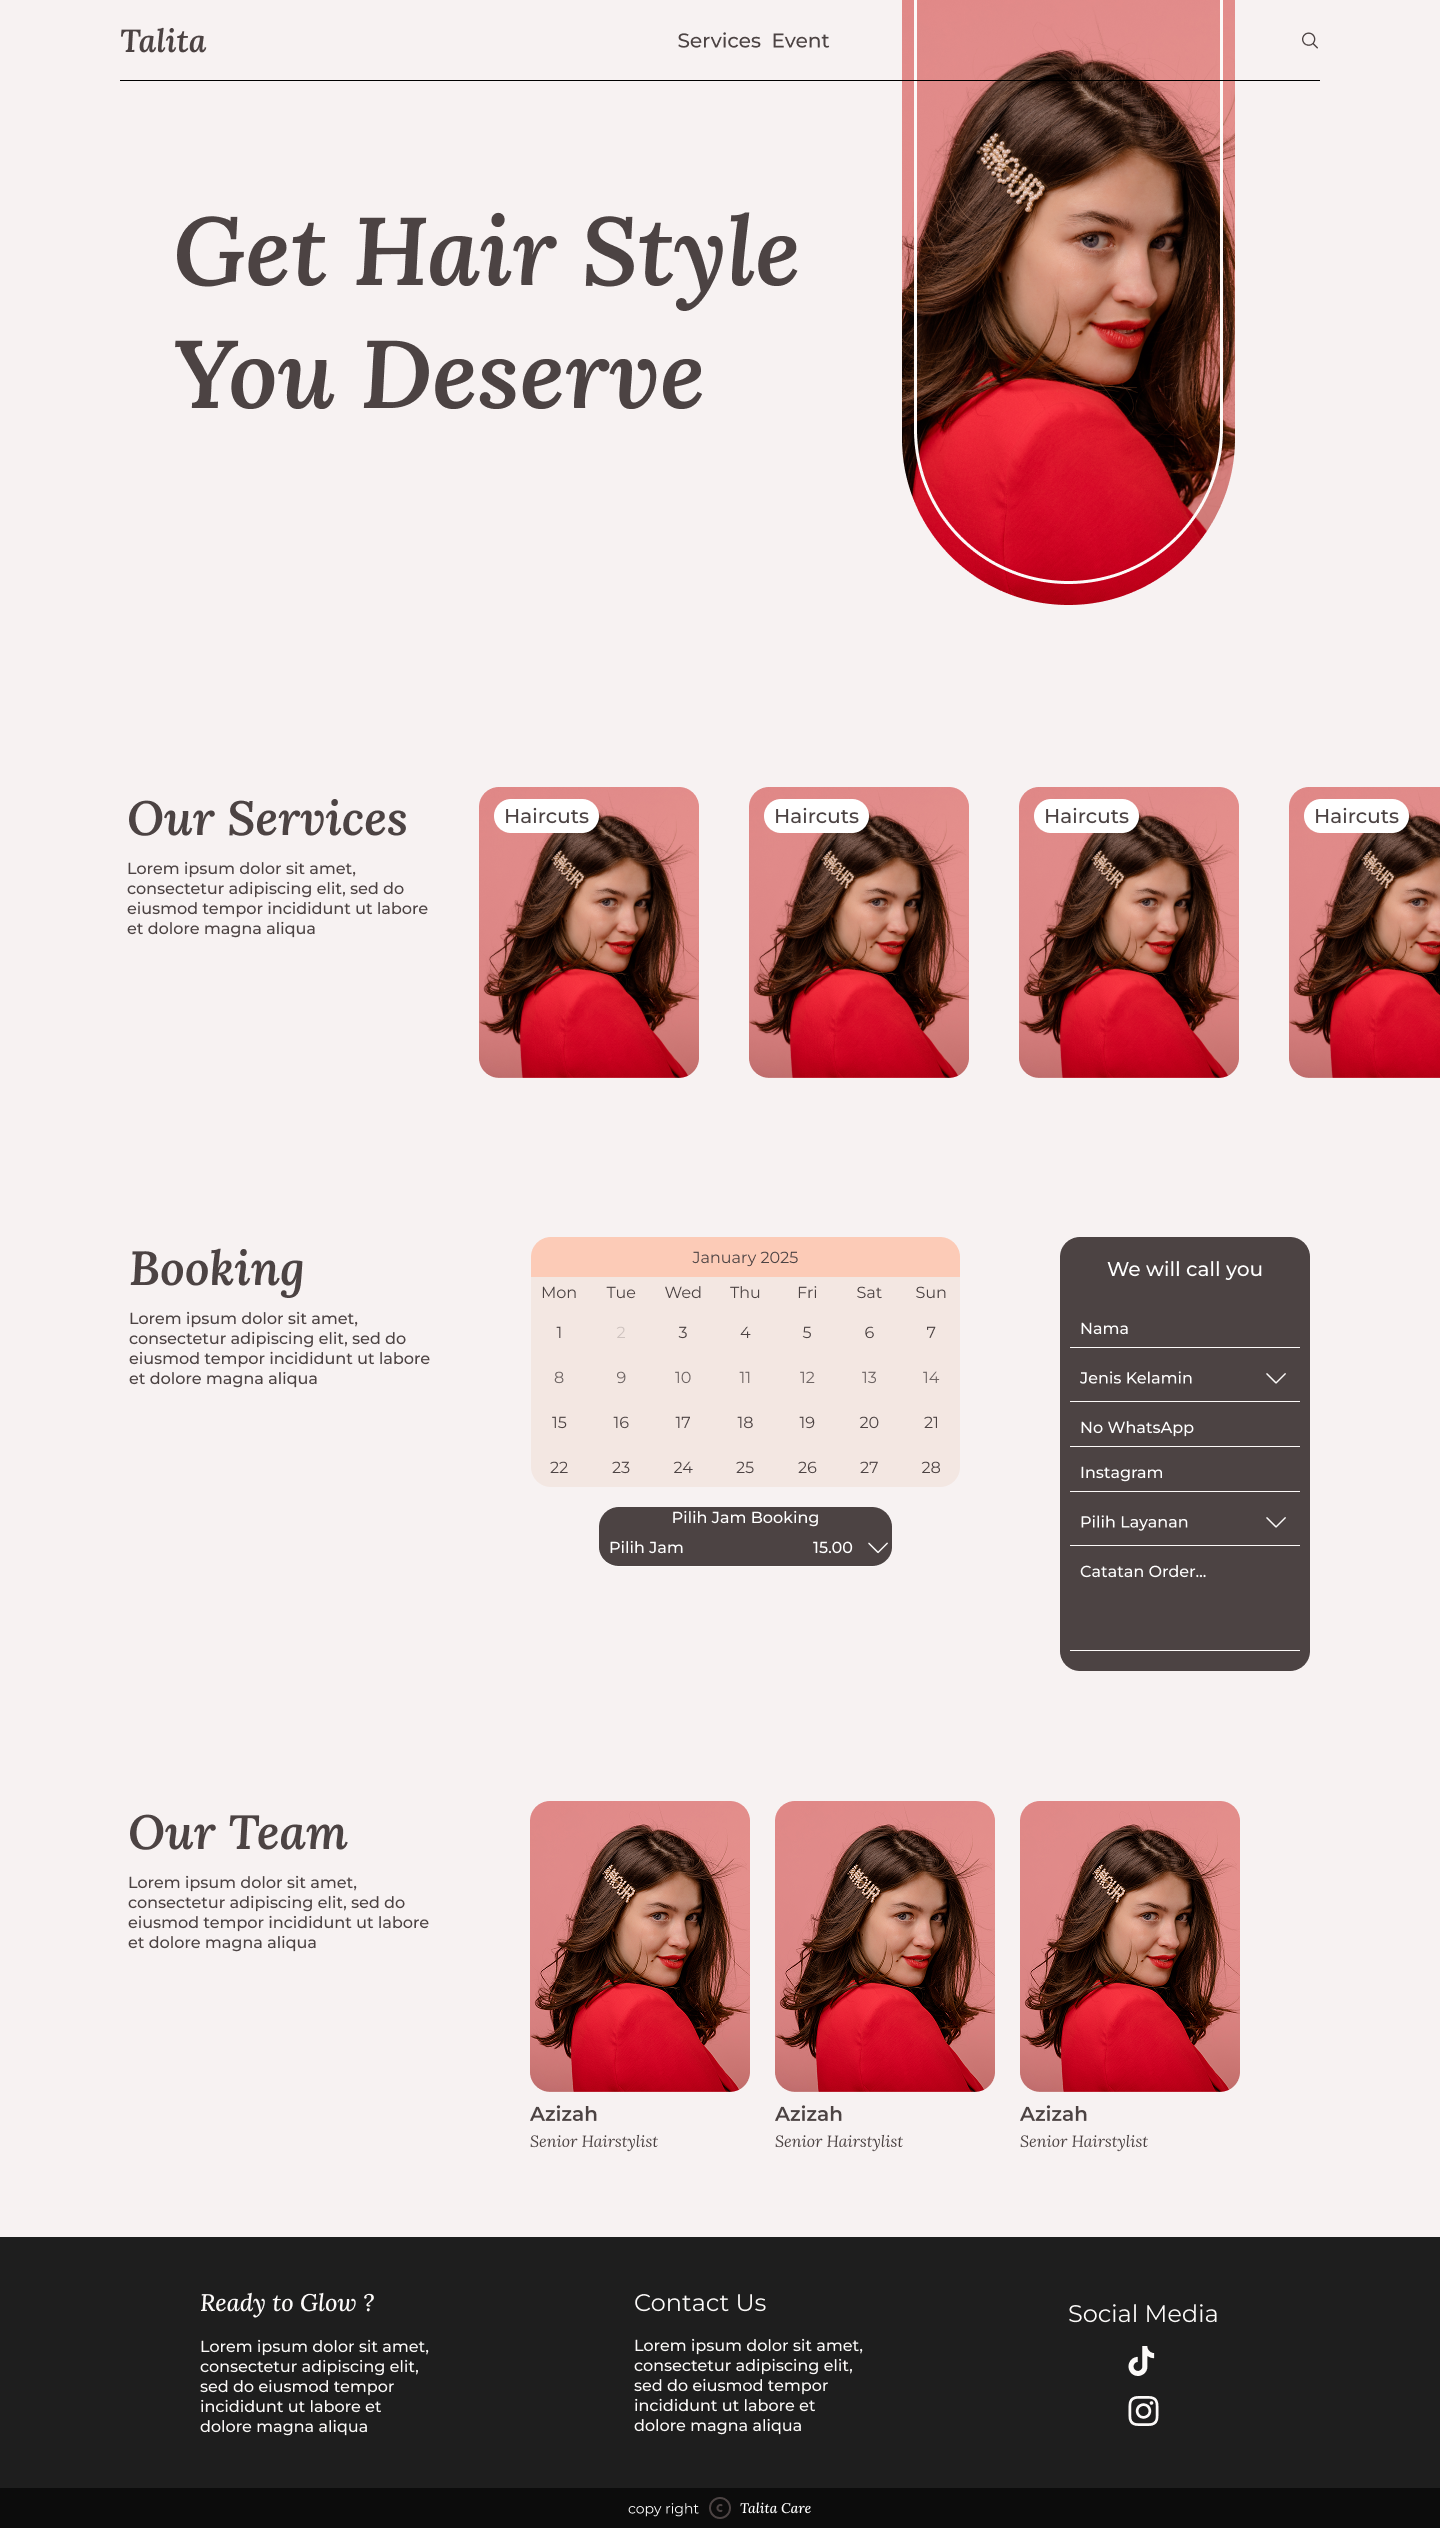 Talita
Services Event
AMOUR
Get Hair Style
You Deserve
Our Services
Lorem ipsum dolor sit amet,
consectetur adipiscing elit, sed do
eiusmod tempor incididunt ut labore
et dolore magna aliqua
Haircuts
AMOUR
Haircuts
AMOUR
Haircuts
AMOUR
Haircuts
AMOUR
Booking
Lorem ipsum dolor sit amet,
consectetur adipiscing elit, sed do
eiusmod tempor incididunt ut labore
et dolore magna aliqua
January 2025
Mon Tue Wed Thu Fri Sat Sun
1 2 3 4 5 6 7
8 9 10 11 12 13 14
15 16 17 18 19 20 21
22 23 24 25 26 27 28
Pilih Jam Booking
Pilih Jam 15.00
We will call you
Nama
Jenis Kelamin
No WhatsApp
Instagram
Pilih Layanan
Catatan Order...
Our Team
Lorem ipsum dolor sit amet,
consectetur adipiscing elit, sed do
eiusmod tempor incididunt ut labore
et dolore magna aliqua
AMOUR
Azizah
Senior Hairstylist
AMOUR
Azizah
Senior Hairstylist
AMOUR
Azizah
Senior Hairstylist
Ready to Glow ?
Lorem ipsum dolor sit amet,
consectetur adipiscing elit,
sed do eiusmod tempor
incididunt ut labore et
dolore magna aliqua
Contact Us
Lorem ipsum dolor sit amet,
consectetur adipiscing elit,
sed do eiusmod tempor
incididunt ut labore et
dolore magna aliqua
Social Media
copy right © Talita Care